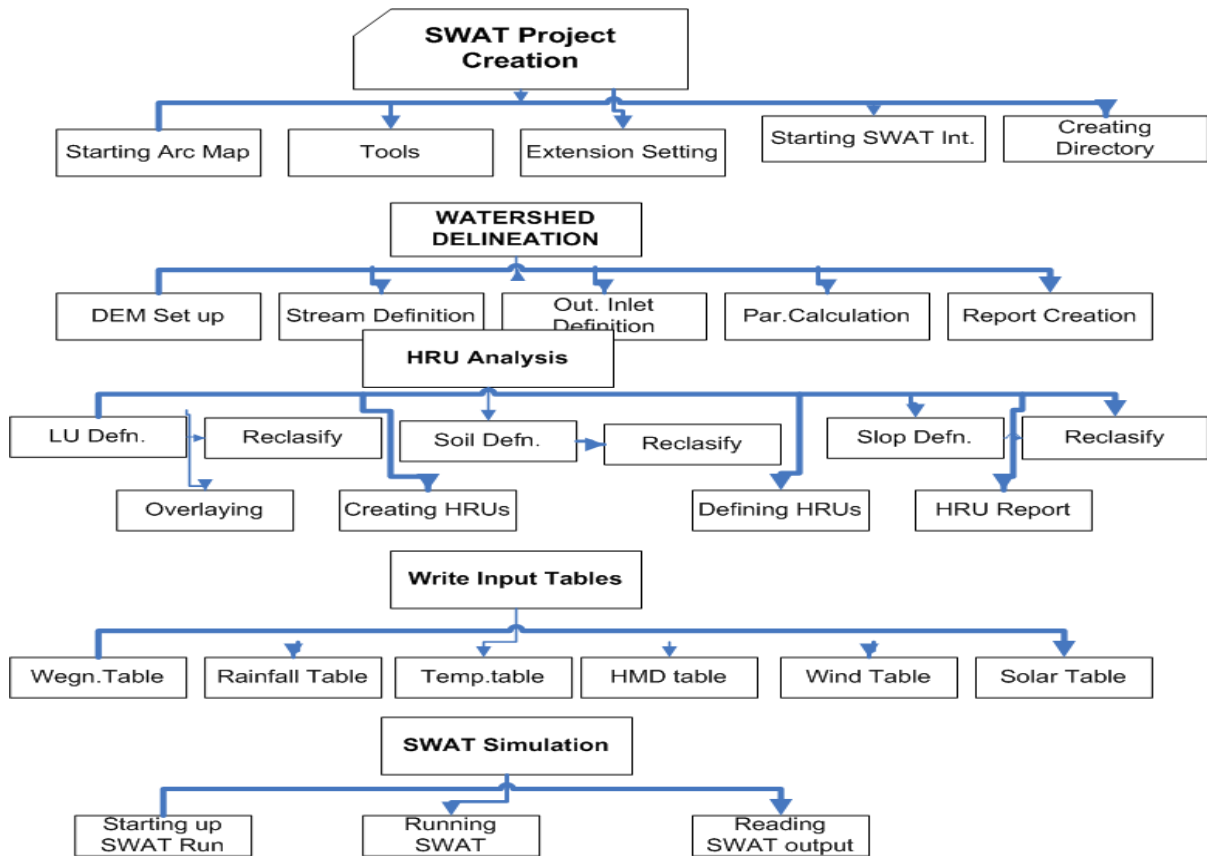 SWAT Project
Creation
Starting Arc Map
Tools
Extension Setting
Starting SWAT Int.
Creating
Directory
WATERSHED
DELINEATION
DEM Set up
Stream Definition
Out. Inlet
Definition
Par.Calculation
Report Creation
HRU Analysis
LU Defn.
Reclasify
Soil Defn.
Reclasify
Slop Defn.
Reclasify
Overlaying
Creating HRUs
Defining HRUs
HRU Report
Write Input Tables
Wegn.Table
Rainfall Table
Temp.table
HMD table
Wind Table
Solar Table
SWAT Simulation
Starting up
SWAT Run
Running
SWAT
Reading
SWAT output